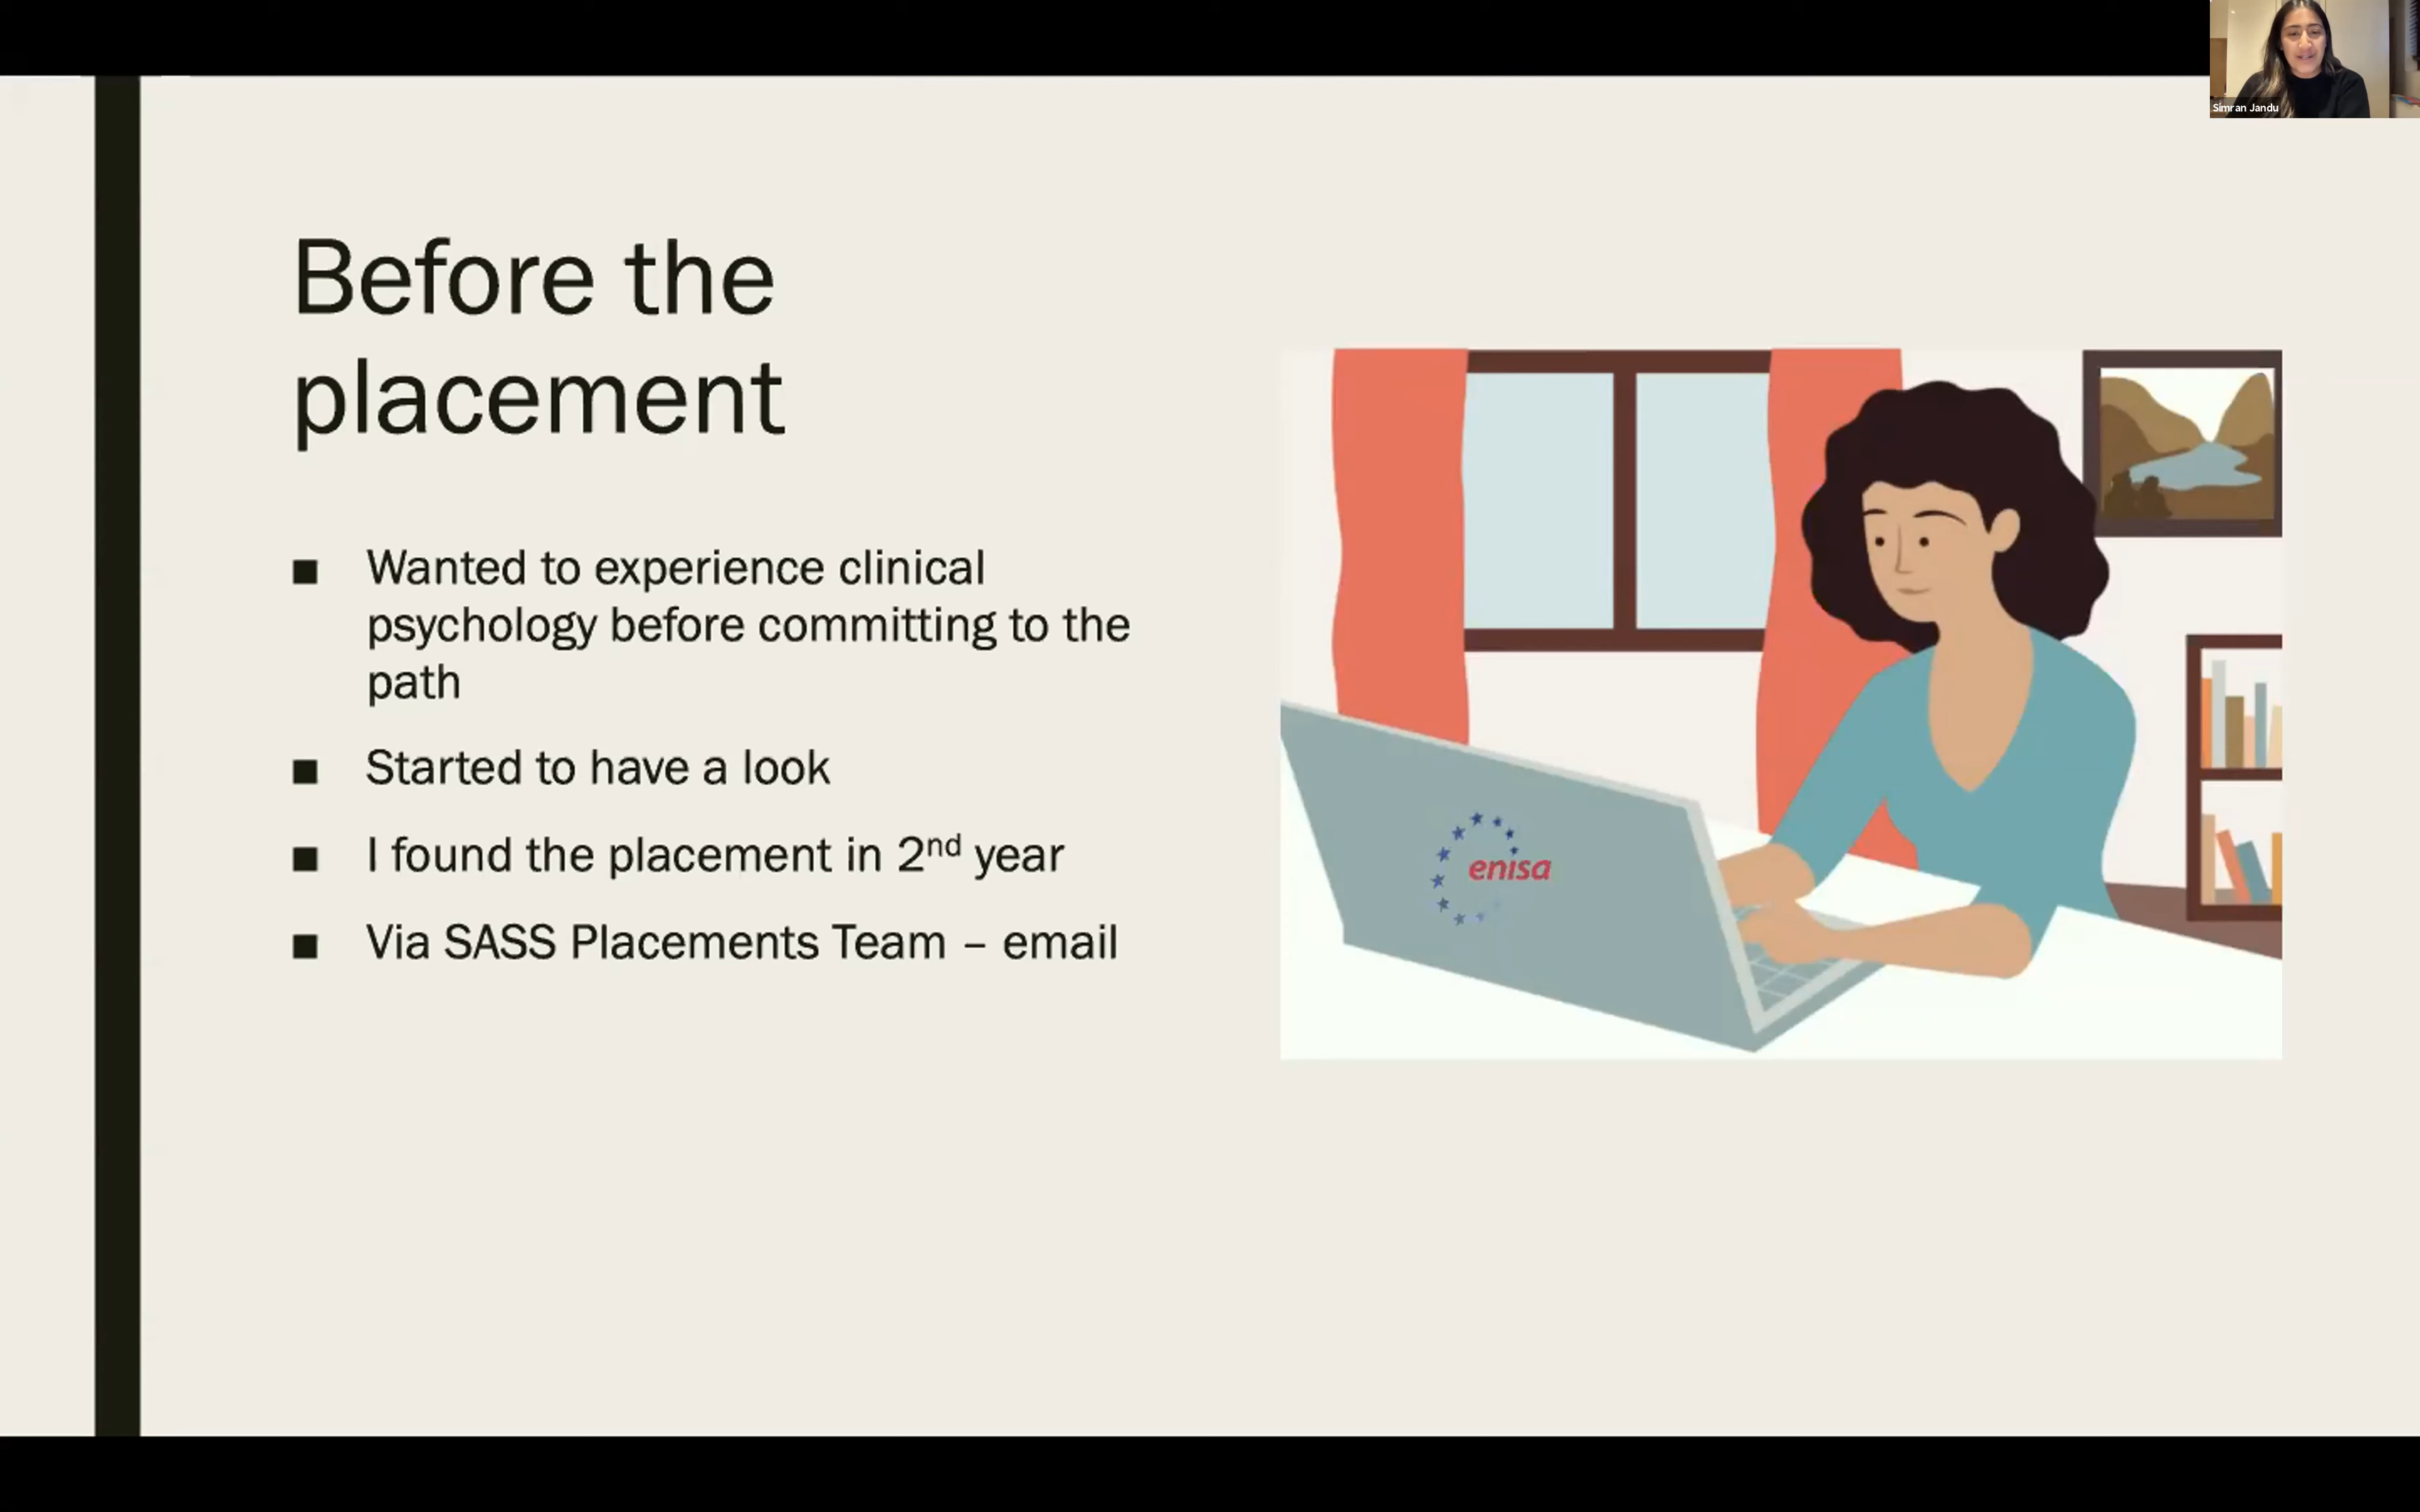 Simran Jandu
Before the
placement
■ Wanted to experience clinical
psychology before committing to the
path
■ Started to have a look
■ I found the placement in 2nd year
■ Via SASS Placements Team – email
enisa